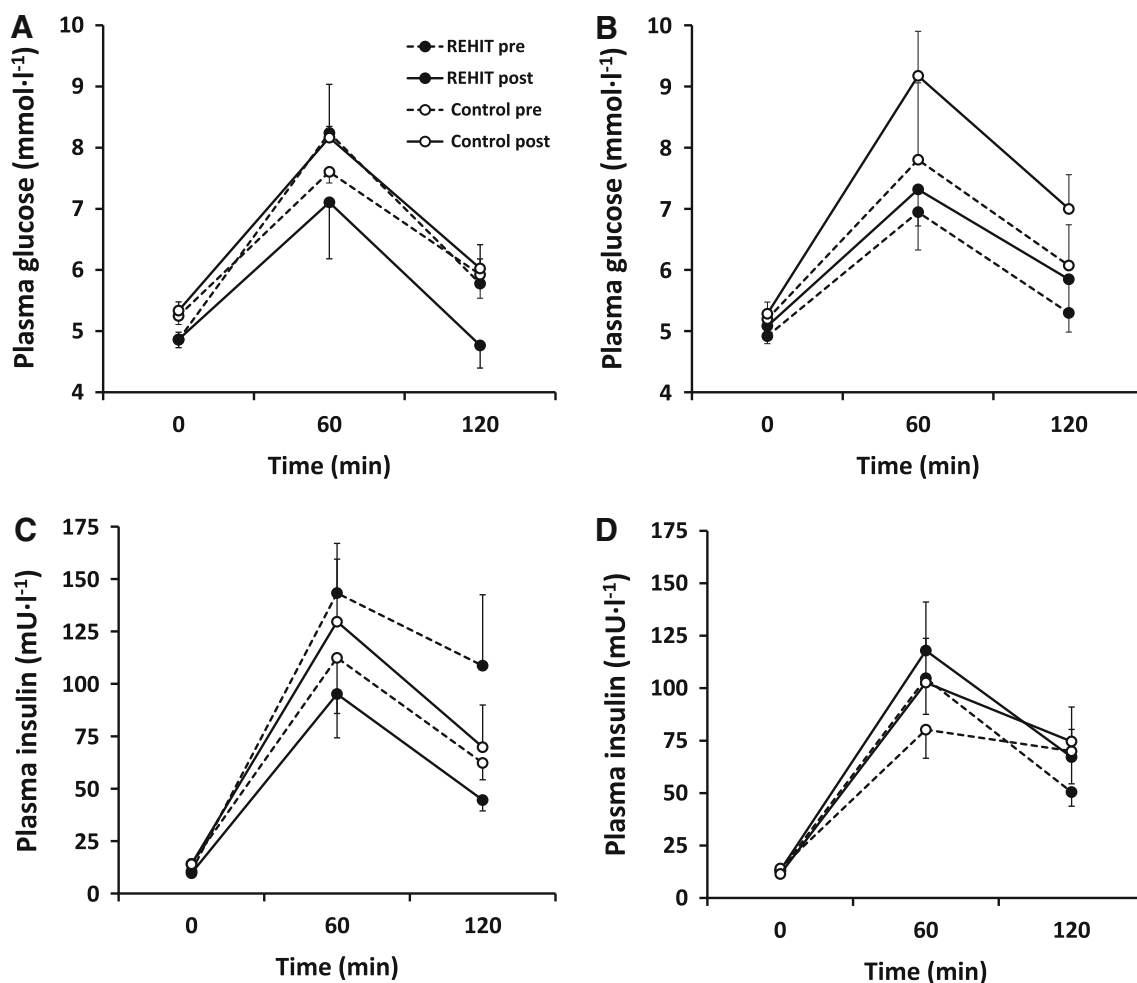 A
Plasma glucose (mmol·l-1)
10
9
8
7
6
5
4
0 60 120
Time (min)
REHIT pre
REHIT post
Control pre
Control post
B
Plasma glucose (mmol·l-1)
10
9
8
7
6
5
4
0 60 120
Time (min)
C
Plasma insulin (mU·l-1)
175
150
125
100
75
50
25
0
0 60 120
Time (min)
D
Plasma insulin (mU·l-1)
175
150
125
100
75
50
25
0
0 60 120
Time (min)